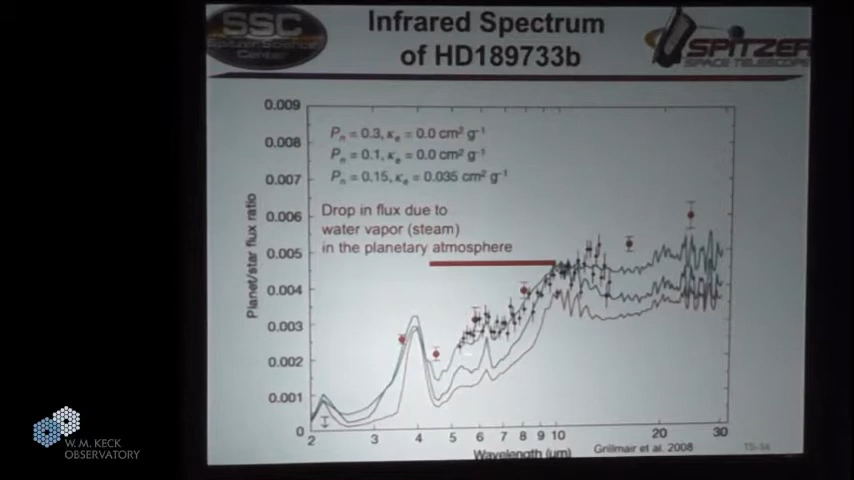 SSC
Spitzer Science
Center
Infrared Spectrum
of HD189733b
SPITZER
SPACE TELESCOPE
0.009
0.008
0.007
0.006
0.005
0.004
0.003
0.002
0.001
0
Planet/star flux ratio
Pn = 0.3, κe = 0.0 cm² g⁻¹
Pn = 0.1, κe = 0.0 cm² g⁻¹
Pn = 0.15, κe = 0.035 cm² g⁻¹
Drop in flux due to
water vapor (steam)
in the planetary atmosphere
2 3 4 5 6 7 8 9 10 20 30
Wavelength (μm)
Grillmair et al. 2008
W. M. KECK
OBSERVATORY